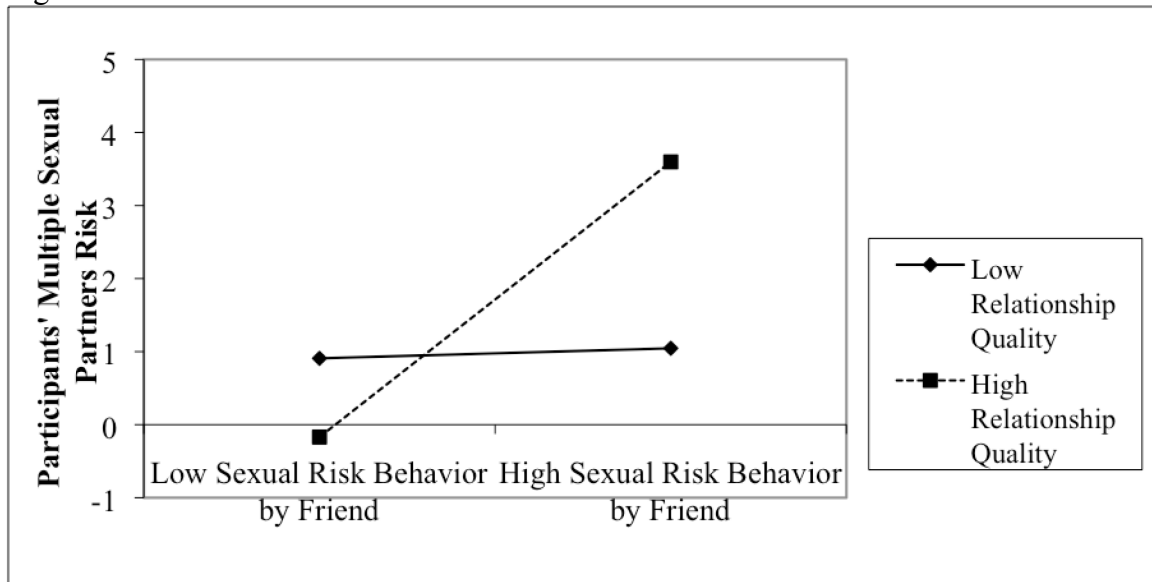 Participants' Multiple Sexual
Partners Risk
5
4
3
2
1
0
-1
Low Sexual Risk Behavior
by Friend
High Sexual Risk Behavior
by Friend
Low
Relationship
Quality
High
Relationship
Quality